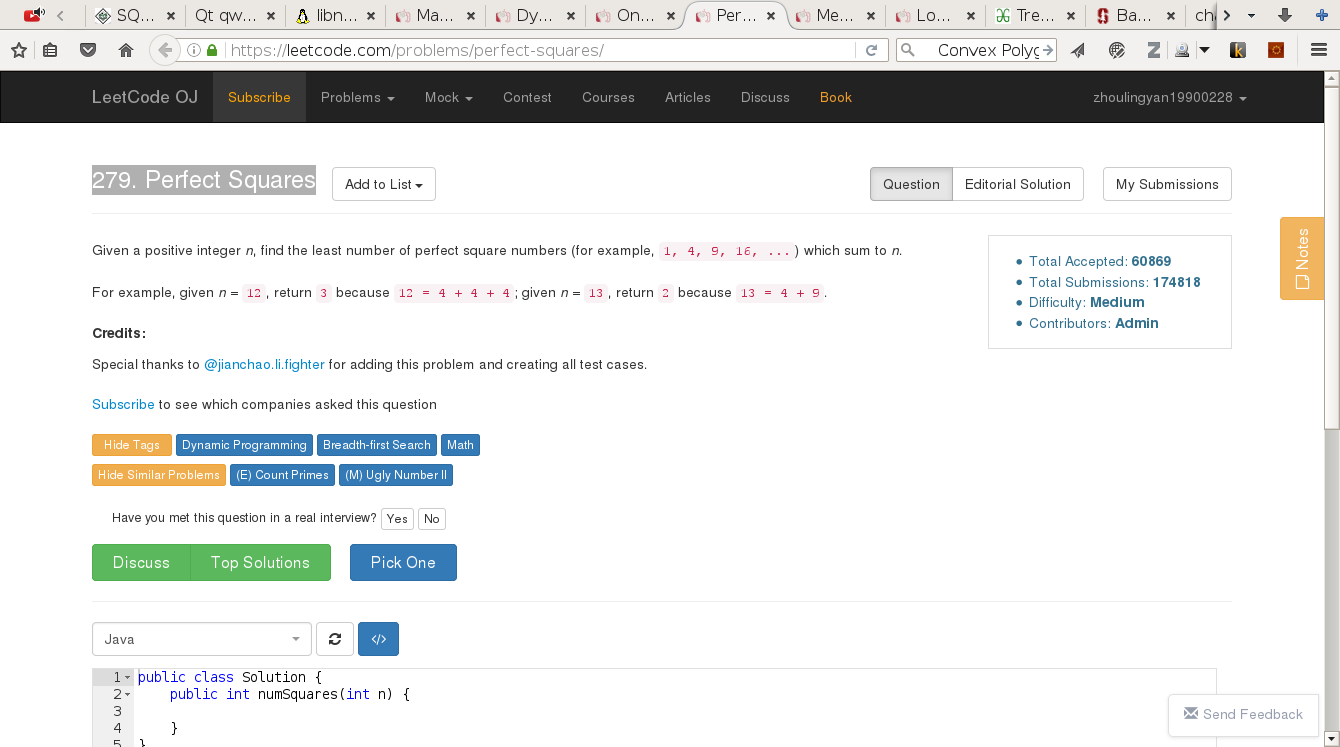 SQ... Qt qw... libn... Ma... Dy... On... Per... Me... Lo... Tre... Ba... cha
https://leetcode.com/problems/perfect-squares/ Convex Polyg
LeetCode OJ Subscribe Problems Mock Contest Courses Articles Discuss Book zhoulingyan19900228
279. Perfect Squares Add to List Question Editorial Solution My Submissions
Given a positive integer n, find the least number of perfect square numbers (for example, 1, 4, 9, 16, ...) which sum to n.
For example, given n = 12, return 3 because 12 = 4 + 4 + 4; given n = 13, return 2 because 13 = 4 + 9.
Total Accepted: 60869
Total Submissions: 174818
Difficulty: Medium
Contributors: Admin
Notes
Credits:
Special thanks to @jianchao.li.fighter for adding this problem and creating all test cases.
Subscribe to see which companies asked this question
Hide Tags Dynamic Programming Breadth-first Search Math
Hide Similar Problems (E) Count Primes (M) Ugly Number II
Have you met this question in a real interview? Yes No
Discuss Top Solutions Pick One
Java </>
1 public class Solution {
2 public int numSquares(int n) {
3
4 }
5 }
Send Feedback